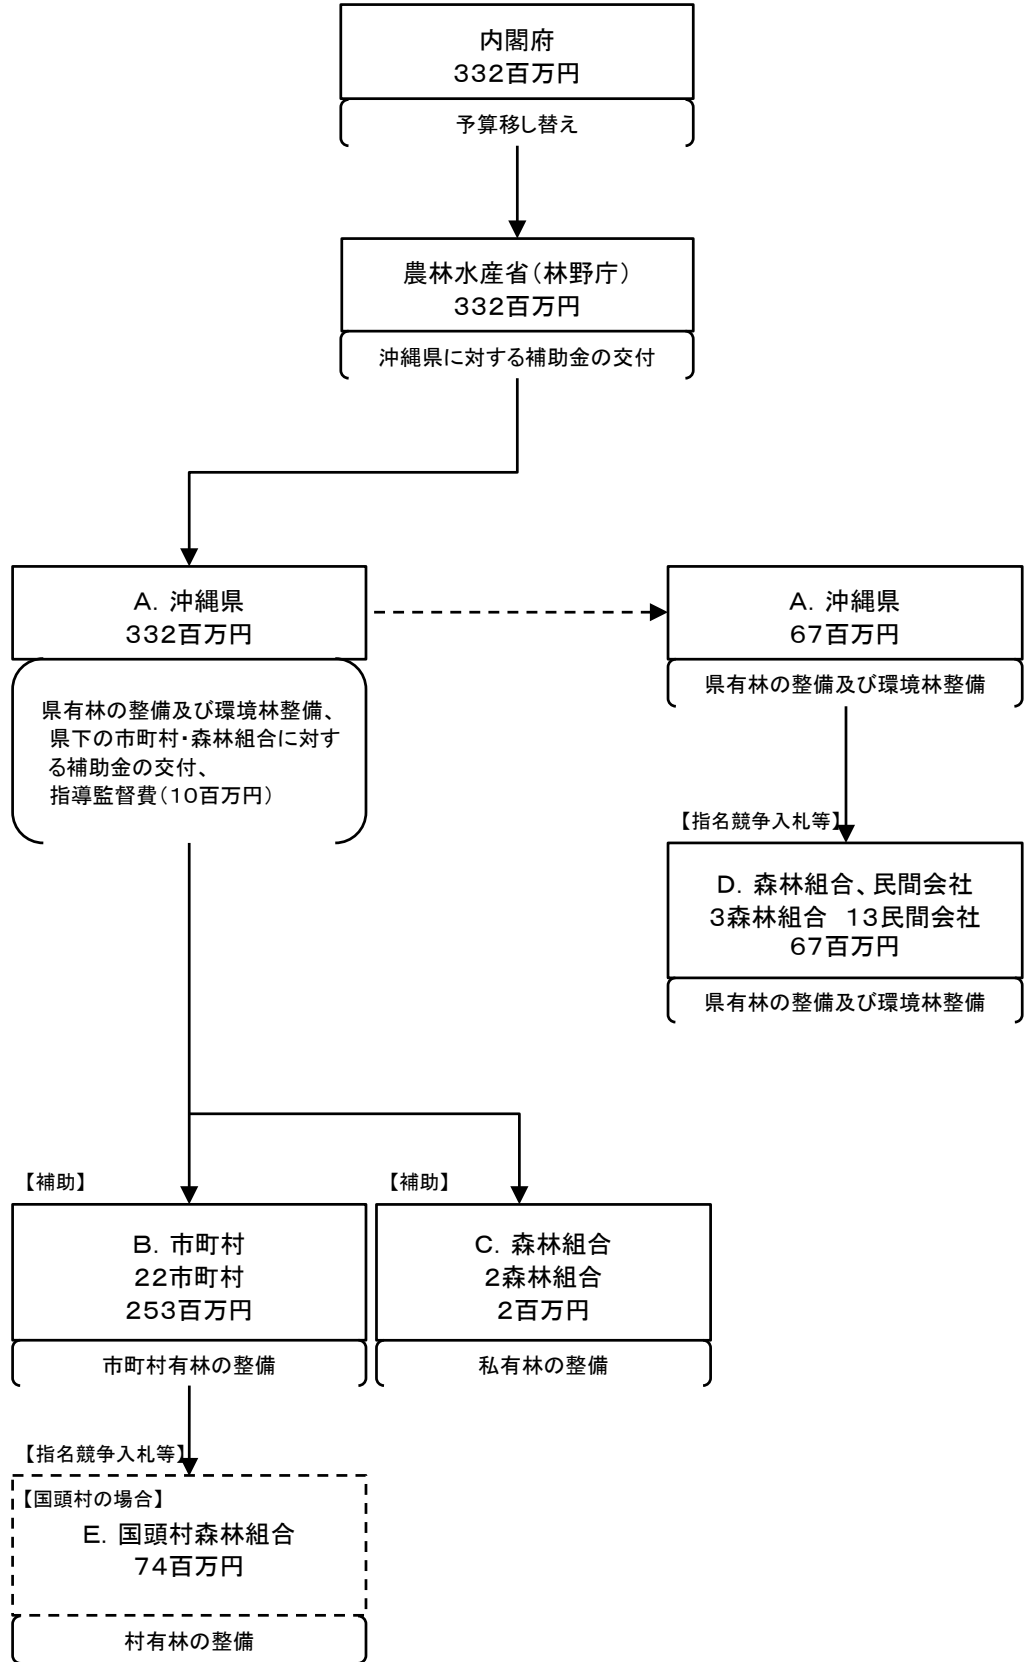 内閣府
332百万円
予算移し替え
農林水産省(林野庁)
332百万円
沖縄県に対する補助金の交付
A．沖縄県
332百万円
県有林の整備及び環境林整備、
県下の市町村・森林組合に対す
る補助金の交付、
指導監督費（10百万円）
A．沖縄県
67百万円
県有林の整備及び環境林整備
【指名競争入札等】
D．森林組合、民間会社
3森林組合　13民間会社
67百万円
県有林の整備及び環境林整備
【補助】
B．市町村
22市町村
253百万円
市町村有林の整備
【補助】
C．森林組合
2森林組合
2百万円
私有林の整備
【指名競争入札等】
【国頭村の場合】
E．国頭村森林組合
74百万円
村有林の整備